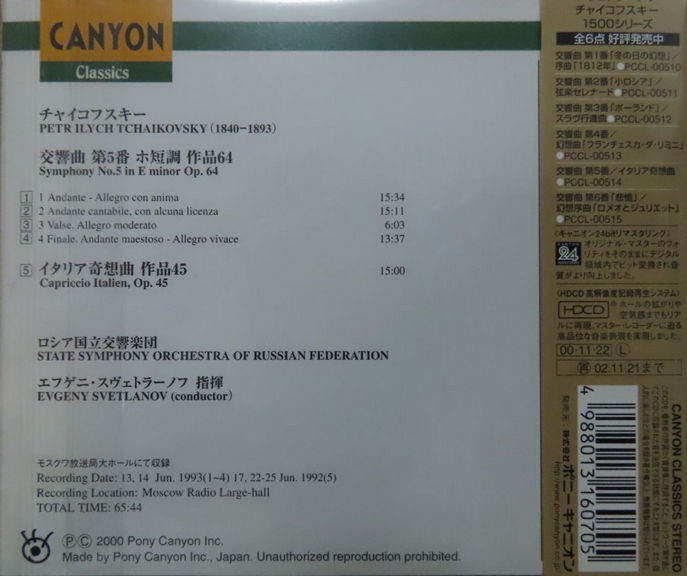 CANYON
Classics
チャイコフスキー
PETR ILYCH TCHAIKOVSKY (1840-1893)
交響曲 第5番 ホ短調 作品64
Symphony No.5 in E minor Op. 64
1 1 Andante - Allegro con anima 15:34
2 2 Andante cantabile, con alcuna licenza 15:11
3 3 Valse. Allegro moderato 6:03
4 4 Finale. Andante maestoso - Allegro vivace 13:37
5 イタリア奇想曲 作品45 15:00
Capriccio Italien, Op. 45
ロシア国立交響楽団
STATE SYMPHONY ORCHESTRA OF RUSSIAN FEDERATION
エフゲニ・スヴェトラーノフ 指揮
EVGENY SVETLANOV (conductor)
モスクワ放送局大ホールにて収録
Recording Date: 13, 14 Jun. 1993(1~4) 17, 22-25 Jun. 1992(5)
Recording Location: Moscow Radio Large-hall
TOTAL TIME: 65:44
ⓅⒸ 2000 Pony Canyon Inc.
Made by Pony Canyon Inc., Japan. Unauthorized reproduction prohibited.
チャイコフスキー
1500シリーズ
全6点 好評発売中
交響曲 第1番「冬の日の幻想」/
序曲「1812年」●PCCL-00510
交響曲 第2番「小ロシア」/
弦楽セレナード●PCCL-00511
交響曲 第3番「ポーランド」/
スラヴ行進曲●PCCL-00512
交響曲 第4番/
幻想曲「フランチェスカ・ダ・リミニ」
●PCCL-00513
交響曲 第5番/イタリア奇想曲
●PCCL-00514
交響曲 第6番「悲愴」/
幻想序曲「ロメオとジュリエット」
●PCCL-00515
〈キャニオン24bitリマスタリング〉
CANYON 24
オリジナル・マスターのクォ
リティをそのままにデジタル
領域内でビット変換され音
質がより向上しました。
〈HDCD 高解像度記録再生システム〉
HDCD ホールの拡がりや
空気感までもリア
ルに再現。マスター・レコーダーに迫る
高品位な音楽表現を実現しました。
00・11・22 Ⓛ
再 02.11.21まで
4 988013 160705
発売元:株式会社 ポニーキャニオン
http://www.ponycanyon.co.jp
CANYON CLASSICS STEREO